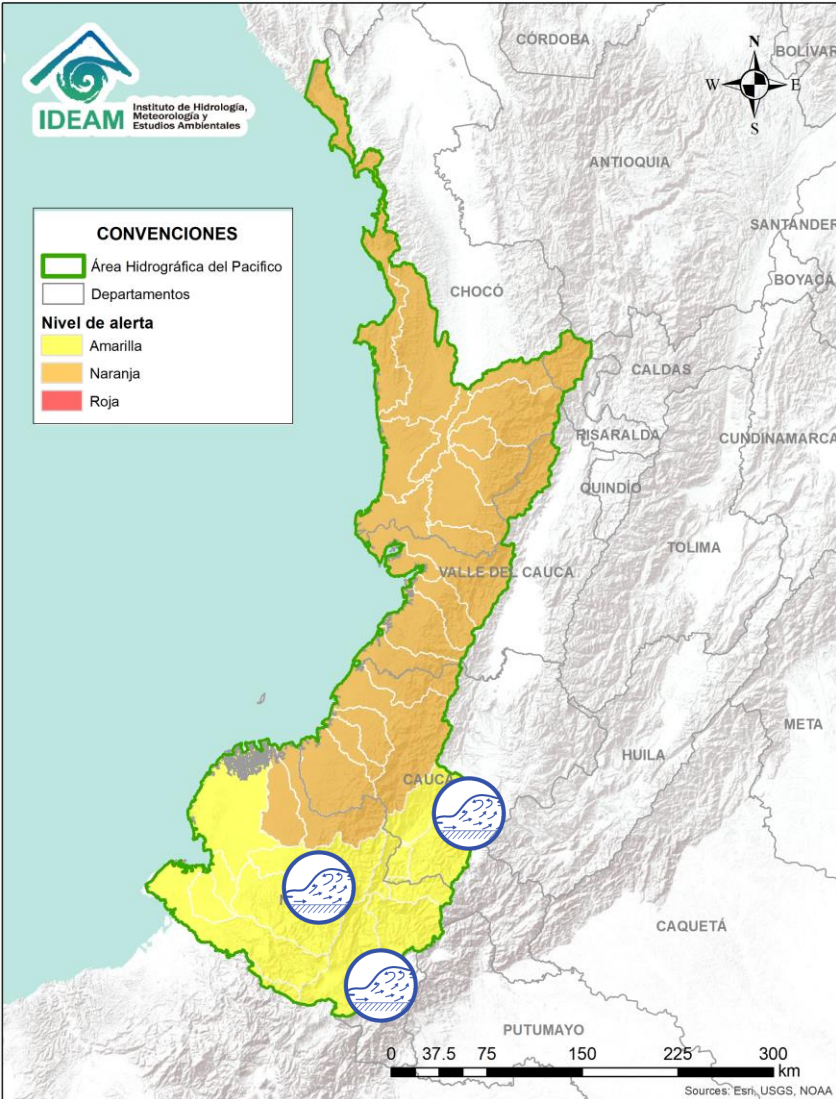 CÓRDOBA
BOLÍVAR
N
W
E
S
IDEAM
Instituto de Hidrología,
Meteorología y
Estudios Ambientales
ANTIOQUIA
SANTANDER
CONVENCIONES
Área Hidrográfica del Pacifico
Departamentos
Nivel de alerta
Amarilla
Naranja
Roja
BOYACÁ
CHOCÓ
CALDAS
RISARALDA
CUNDINAMARCA
QUINDÍO
TOLIMA
VALLE DEL CAUCA
META
HUILA
CAUCA
CAQUETÁ
PUTUMAYO
0 37.5 75 150 225 300
km
Sources: Esri, USGS, NOAA